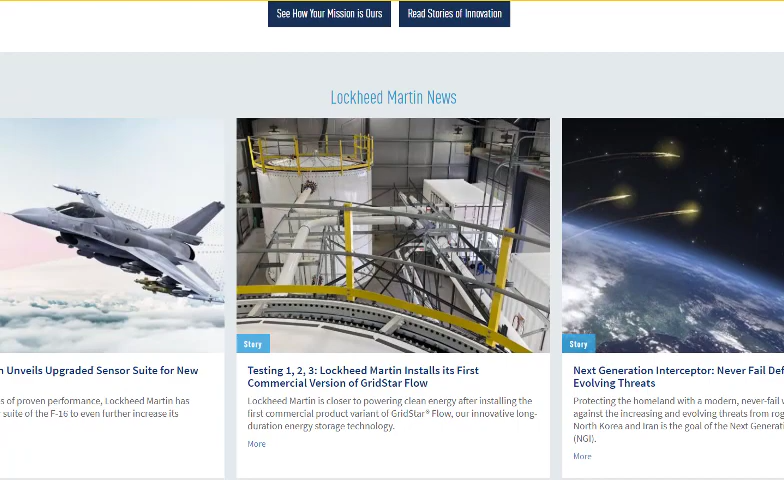 See How Your Mission is Ours
Read Stories of Innovation
Lockheed Martin News
Unveils Upgraded Sensor Suite for New
of proven performance, Lockheed Martin has
suite of the F-16 to even further increase its
Story
Testing 1, 2, 3: Lockheed Martin Installs its First
Commercial Version of GridStar Flow
Lockheed Martin is closer to powering clean energy after installing the
first commercial product variant of GridStar® Flow, our innovative long-
duration energy storage technology.
More
Story
Next Generation Interceptor: Never Fail
Evolving Threats
Protecting the homeland with a modern, never-fail
against the increasing and evolving threats from
North Korea and Iran is the goal of the Next
(NGI).
More